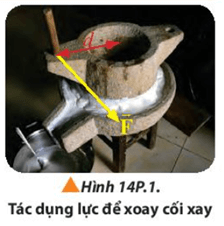 d
F
Hình 14P.1.
Tác dụng lực để xoay cối xay